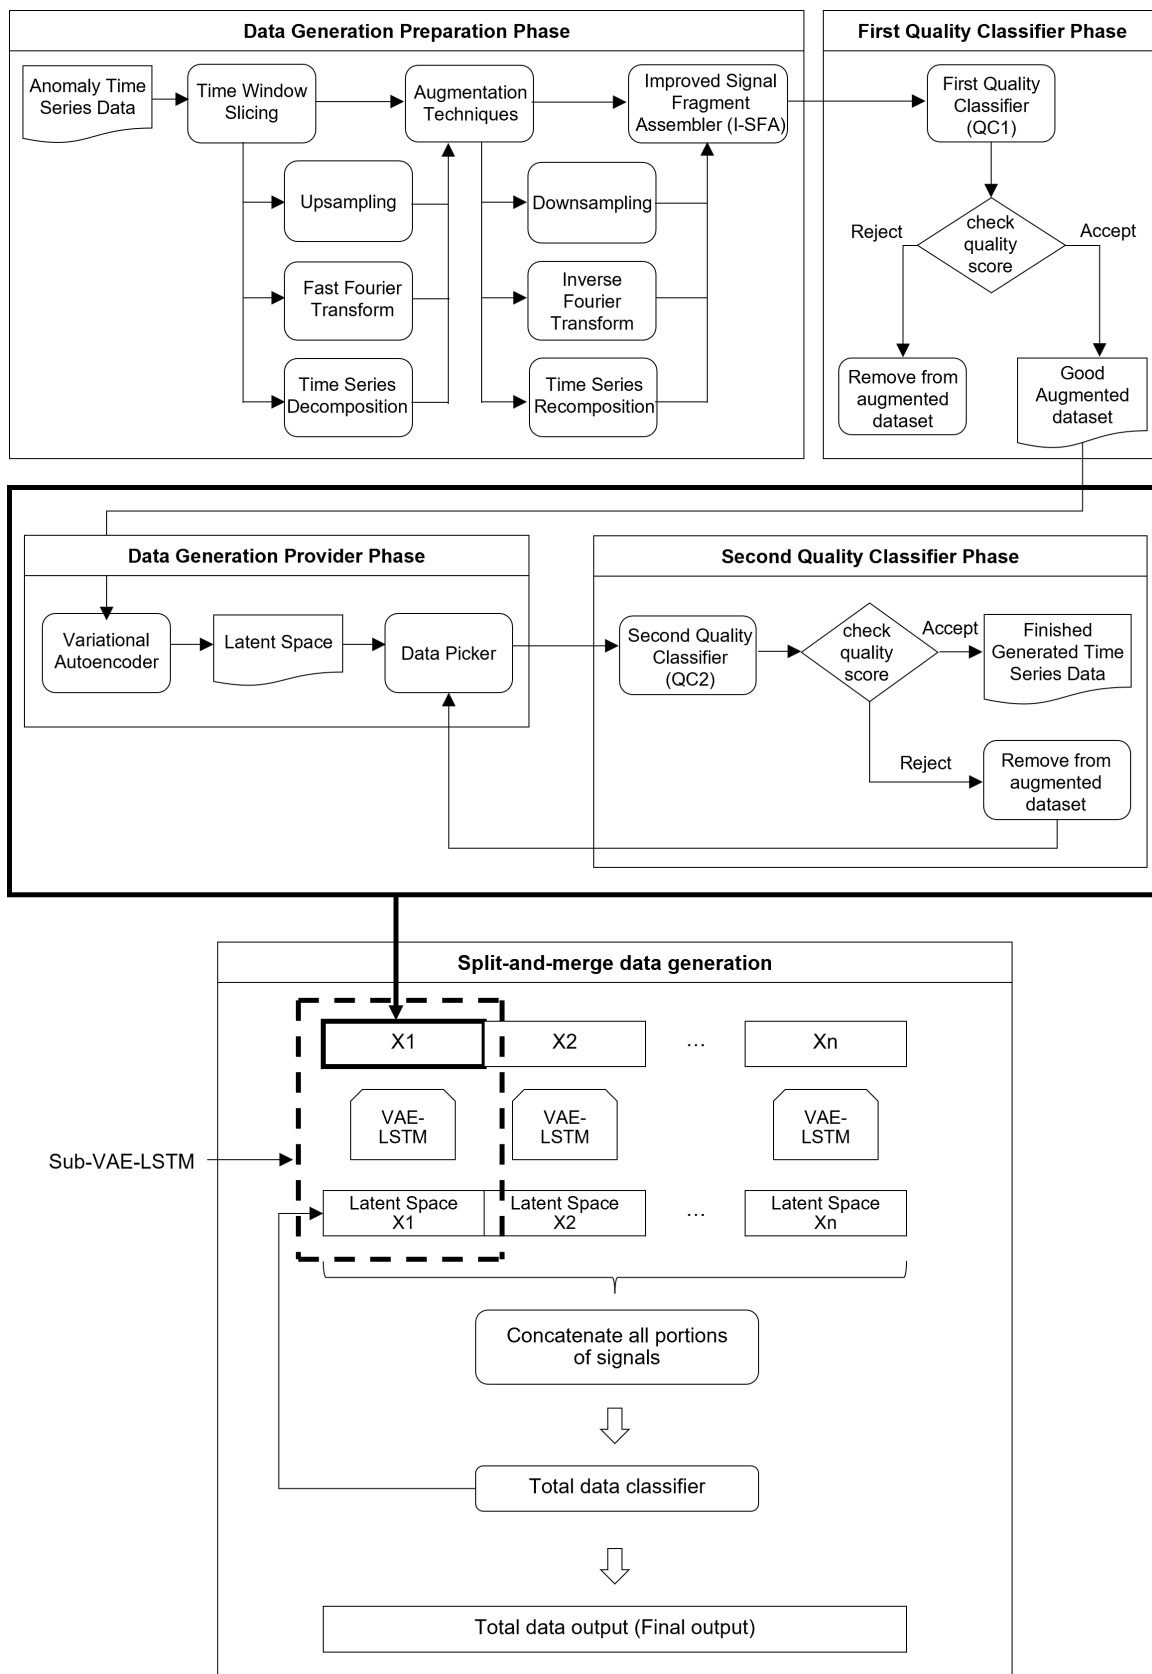 Data Generation Preparation Phase
Anomaly Time
Series Data
Time Window
Slicing
Augmentation
Techniques
Improved Signal
Fragment
Assembler (I-SFA)
Upsampling
Fast Fourier
Transform
Time Series
Decomposition
Downsampling
Inverse
Fourier
Transform
Time Series
Recomposition
First Quality Classifier Phase
First Quality
Classifier
(QC1)
check
quality
score
Reject
Accept
Remove from
augmented
dataset
Good
Augmented
dataset
Data Generation Provider Phase
Variational
Autoencoder
Latent Space
Data Picker
Second Quality Classifier Phase
Second Quality
Classifier
(QC2)
check
quality
score
Accept
Finished
Generated Time
Series Data
Reject
Remove from
augmented
dataset
Split-and-merge data generation
X1
X2
...
Xn
VAE-
LSTM
VAE-
LSTM
VAE-
LSTM
Sub-VAE-LSTM
Latent Space
X1
Latent Space
X2
...
Latent Space
Xn
Concatenate all portions
of signals
Total data classifier
Total data output (Final output)